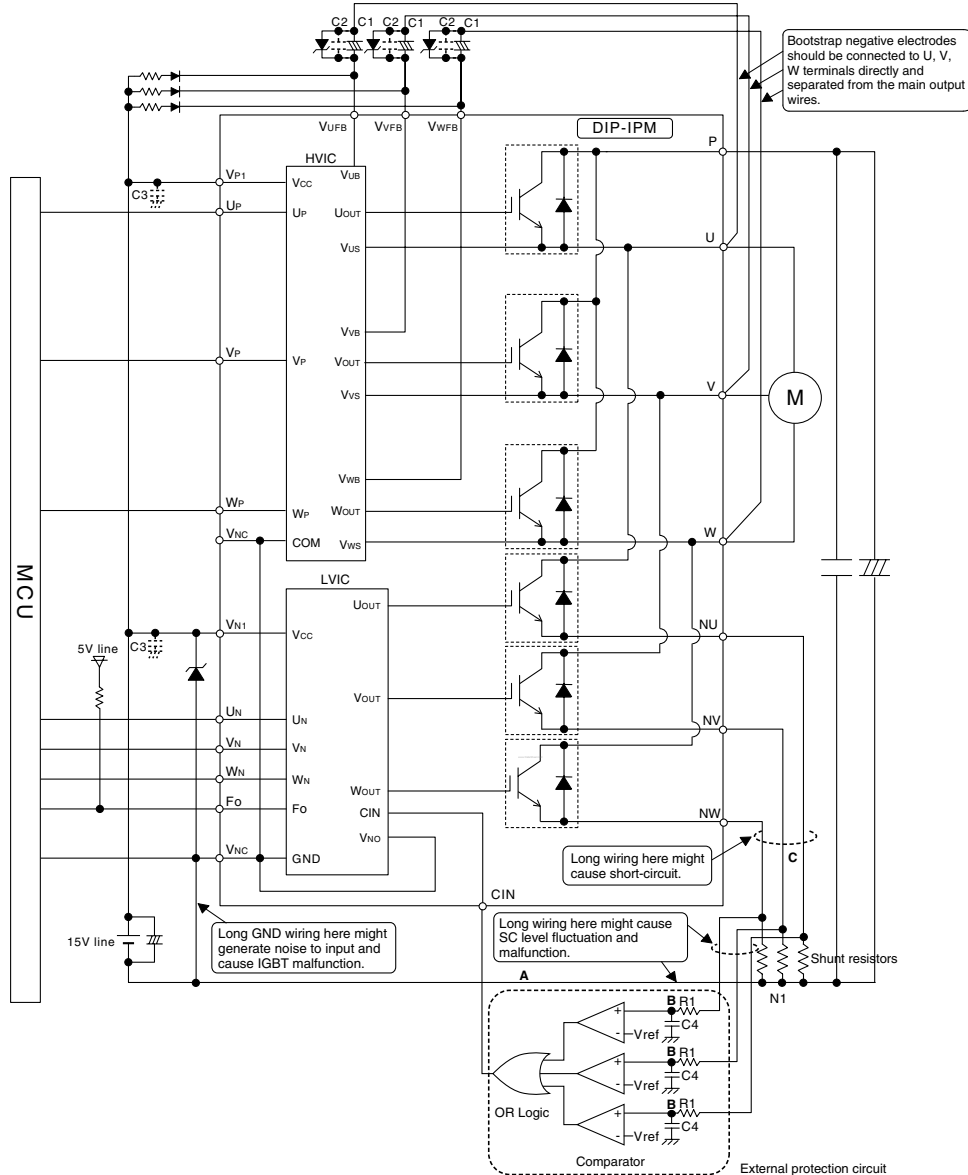 C2 C1 C2 C1 C2 C1
Bootstrap negative electrodes
should be connected to U, V,
W terminals directly and
separated from the main output
wires.
VUFB VVFB VWFB
DIP-IPM
P
HVIC
VP1
VCC
VUB
C3
UP
UP
UOUT
U
VUS
VVB
VP
VP
VOUT
V
VVS
M
VWB
WP
WP
WOUT
W
VNC
COM
VWS
MCU
LVIC
UOUT
VN1
VCC
NU
C3
5V line
VOUT
NV
UN
UN
VN
VN
WN
WN
WOUT
FO
FO
CIN
NW
VNO
VNC
GND
C
Long wiring here might
cause short-circuit.
CIN
15V line
Long GND wiring here might
generate noise to input and
cause IGBT malfunction.
Long wiring here might cause
SC level fluctuation and
malfunction.
Shunt resistors
A
N1
B R1
+
C4
- Vref
B R1
+
C4
- Vref
OR Logic
B R1
+
C4
- Vref
Comparator
External protection circuit